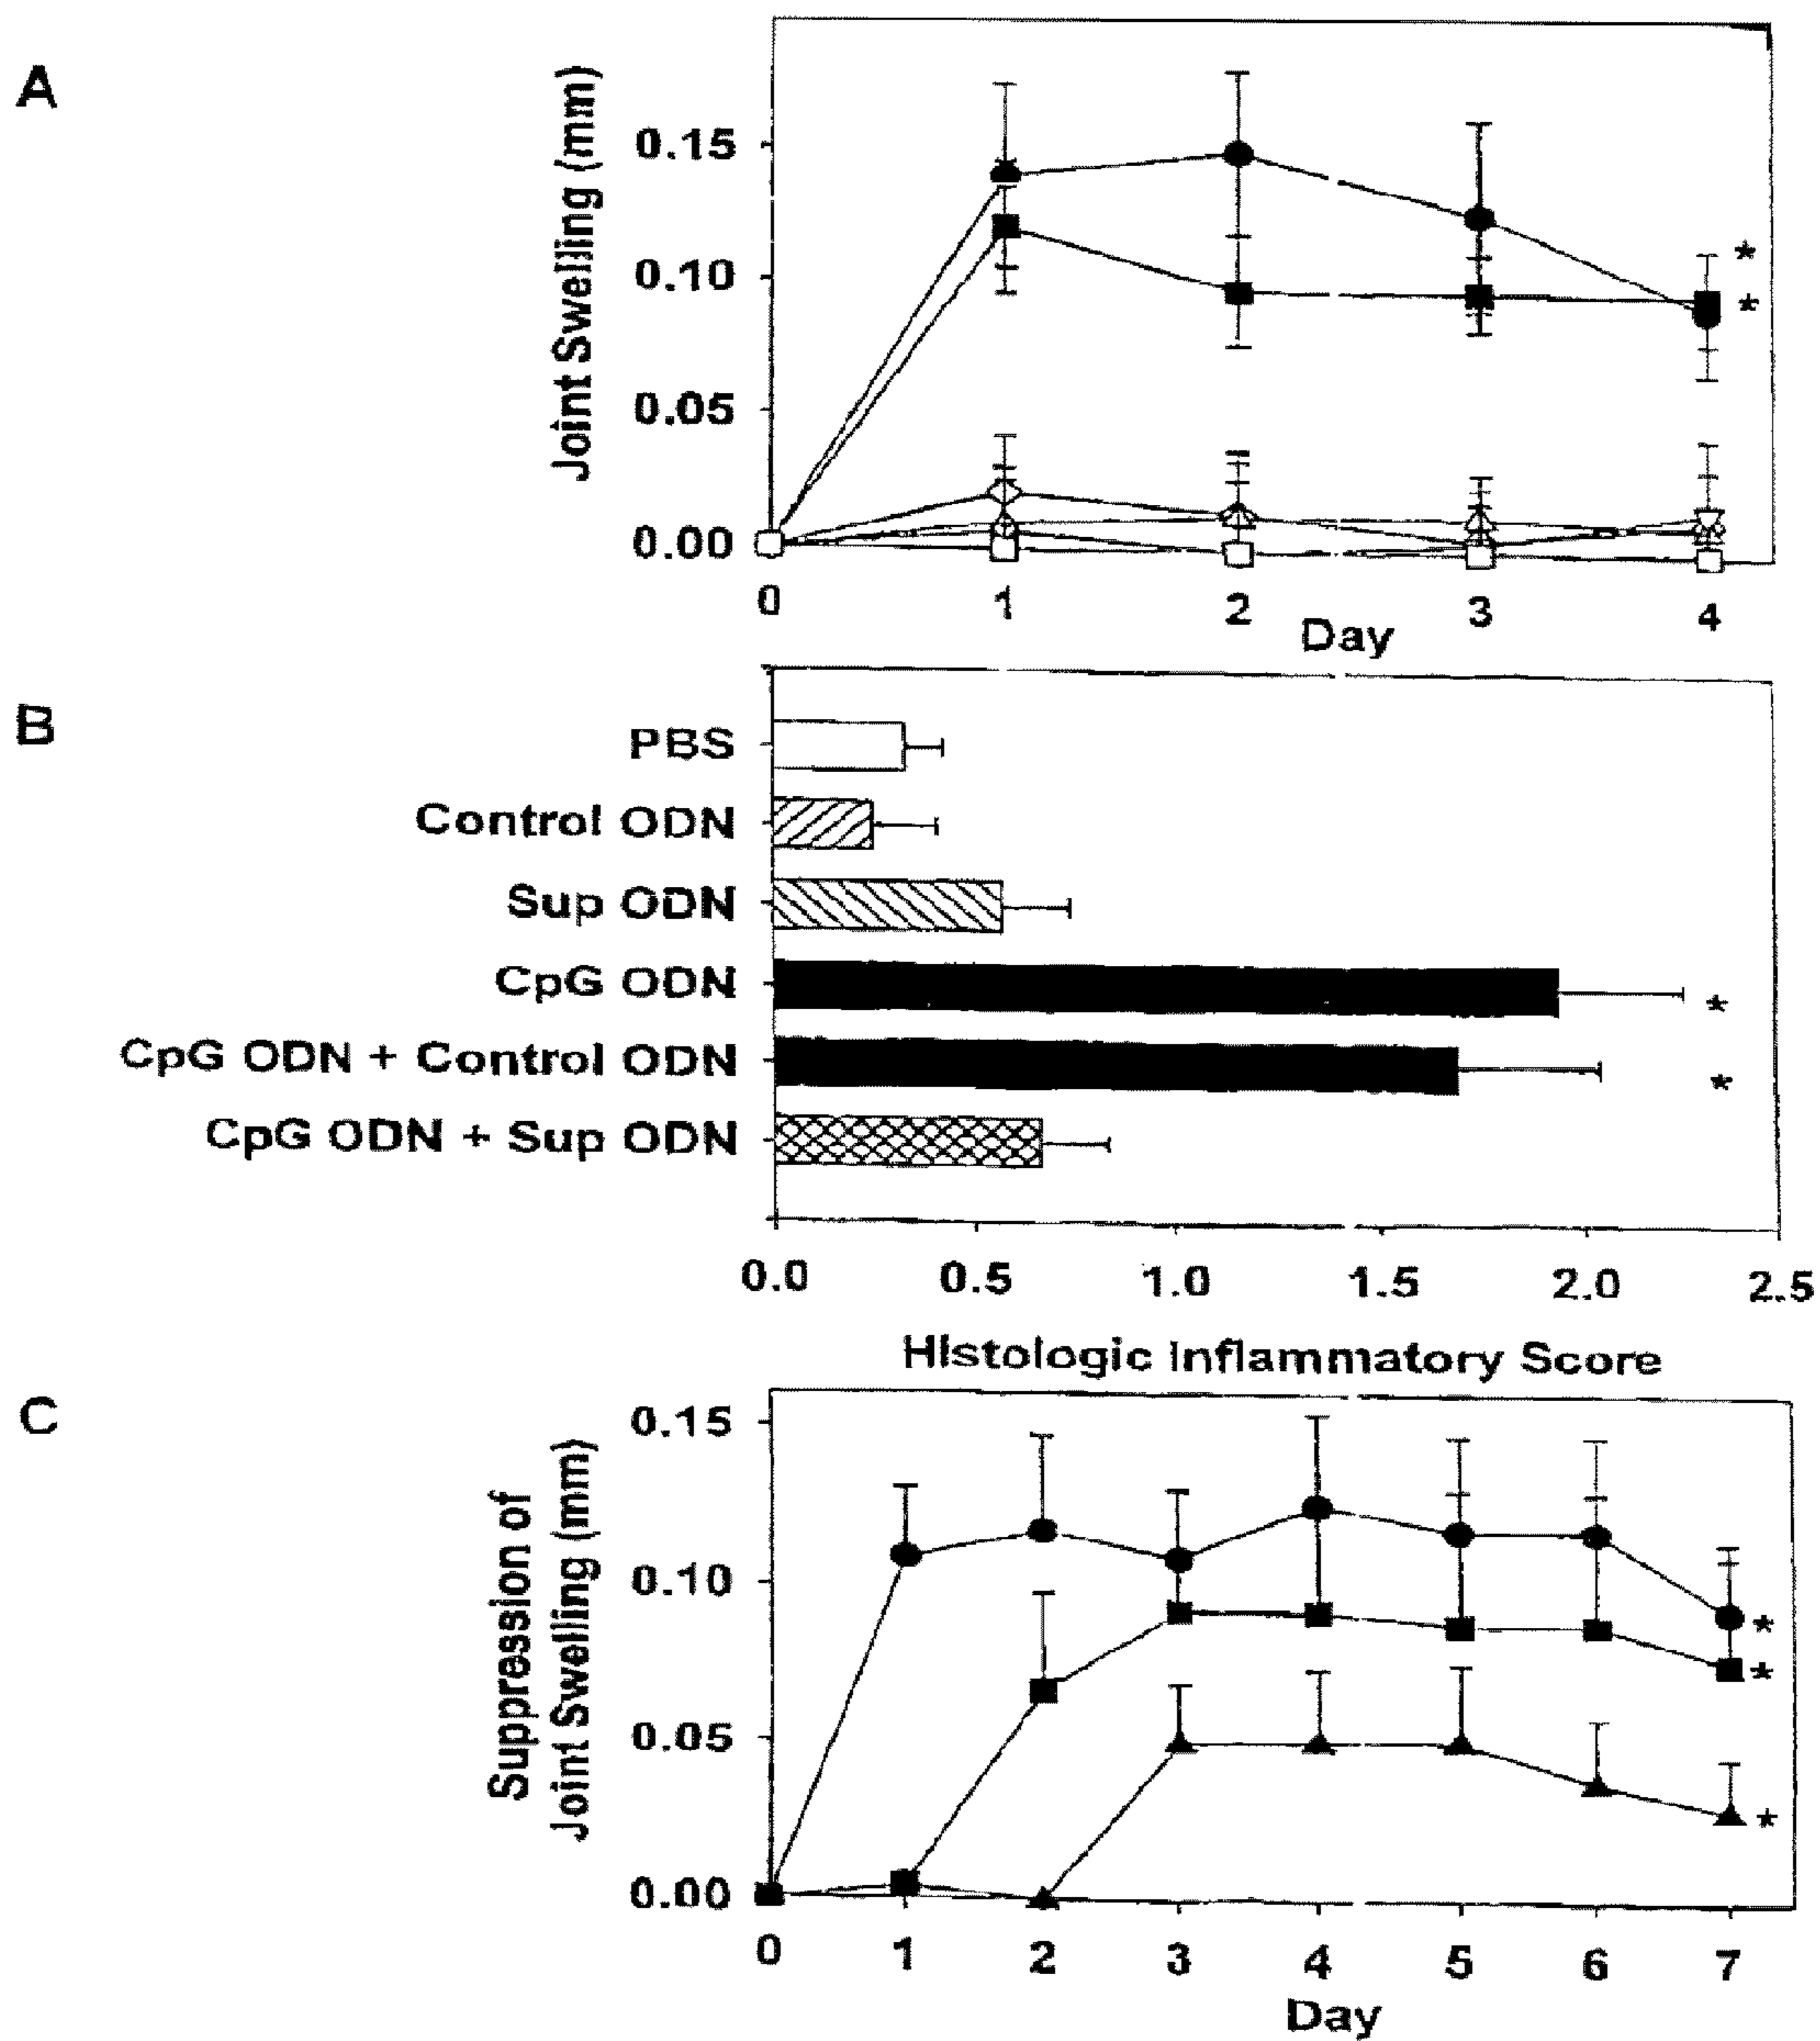 A
Joint Swelling (mm)
0.15
0.10
0.05
0.00
*
*
0 1 2 3 4
Day
B
PBS
Control ODN
Sup ODN
CpG ODN
*
CpG ODN + Control ODN
*
CpG ODN + Sup ODN
0.0 0.5 1.0 1.5 2.0 2.5
Histologic Inflammatory Score
C
Suppression of
Joint Swelling (mm)
0.15
0.10
0.05
0.00
*
*
*
0 1 2 3 4 5 6 7
Day